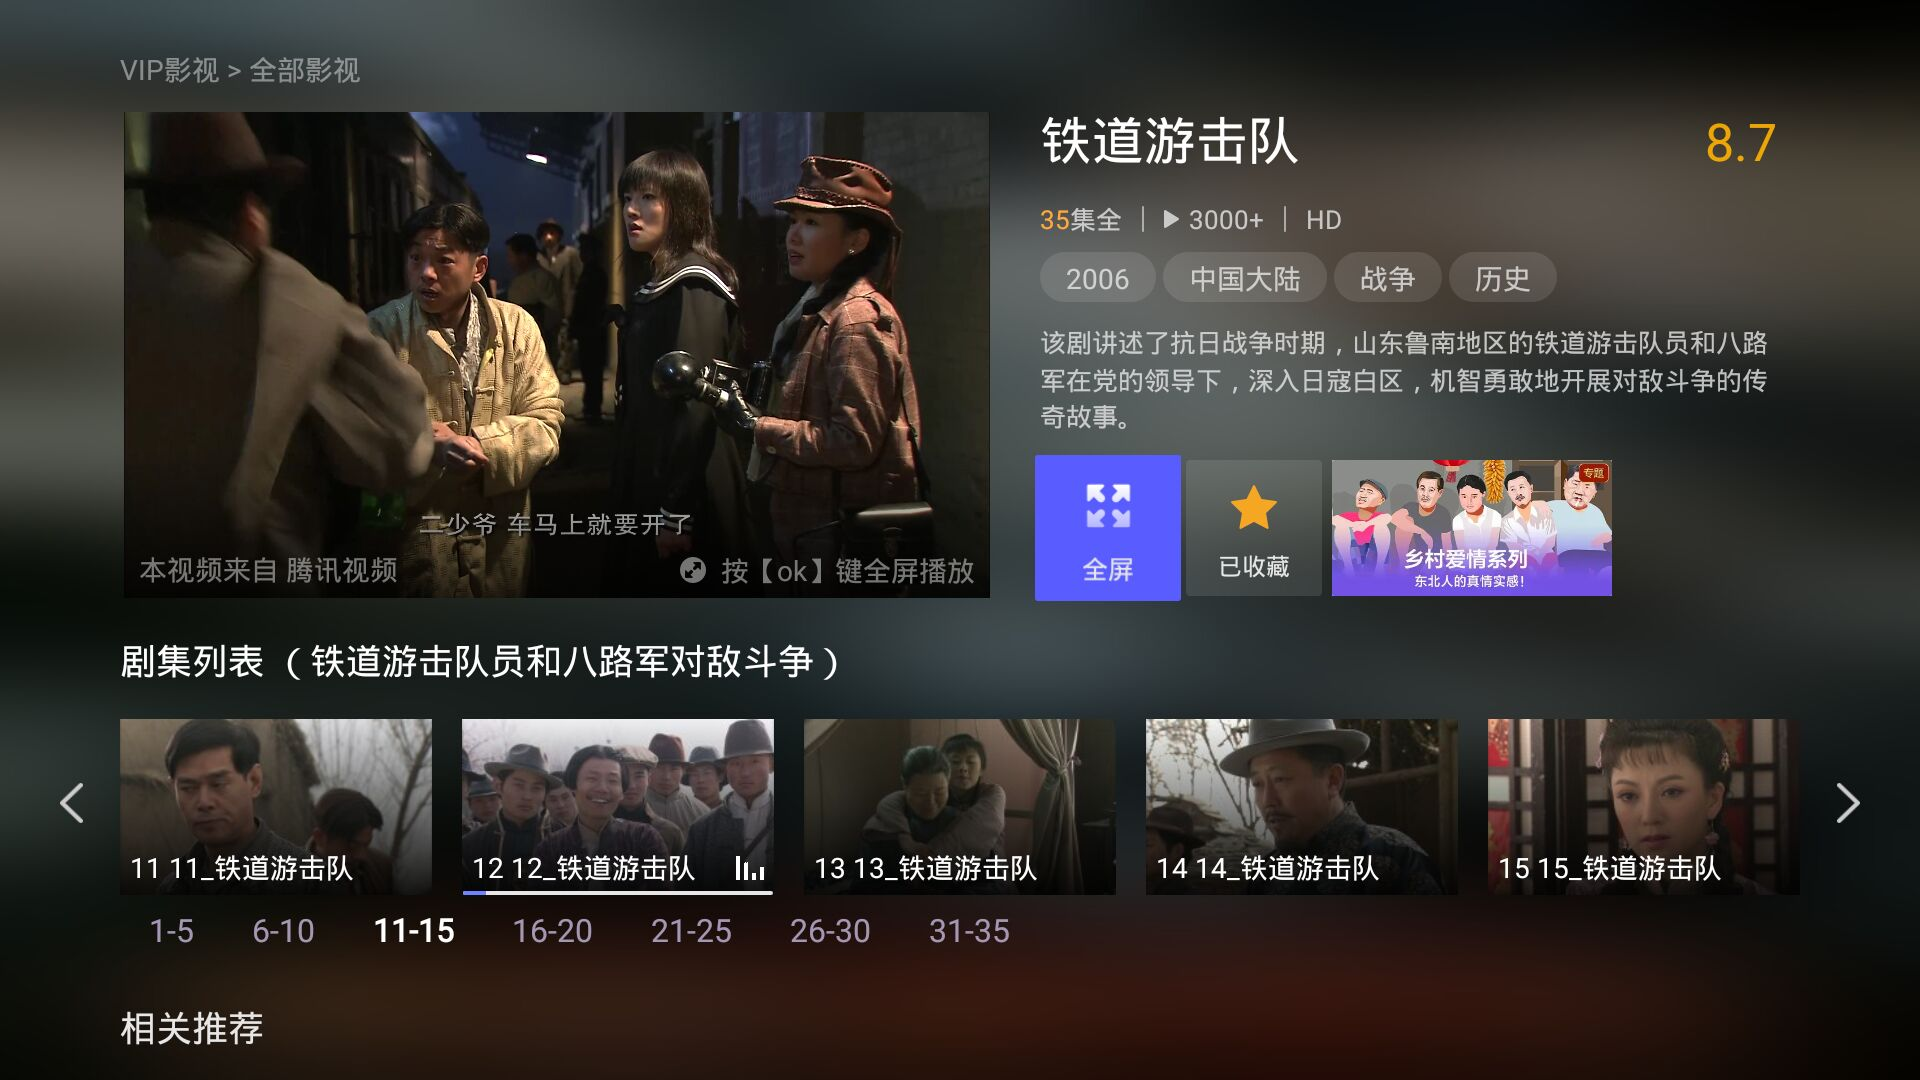 VIP影视 > 全部影视
铁道游击队
8.7
35集全 | 3000+ | HD
2006 中国大陆 战争 历史
该剧讲述了抗日战争时期，山东鲁南地区的铁道游击队员和八路
军在党的领导下，深入日寇白区，机智勇敢地开展对敌斗争的传
奇故事。
二少爷 车马上就要开了
本视频来自 腾讯视频
按【ok】键全屏播放
全屏
已收藏
专题
乡村爱情系列
东北人的真情实感！
剧集列表 （铁道游击队员和八路军对敌斗争）
11 11_铁道游击队
12 12_铁道游击队
13 13_铁道游击队
14 14_铁道游击队
15 15_铁道游击队
1-5 6-10 11-15 16-20 21-25 26-30 31-35
相关推荐